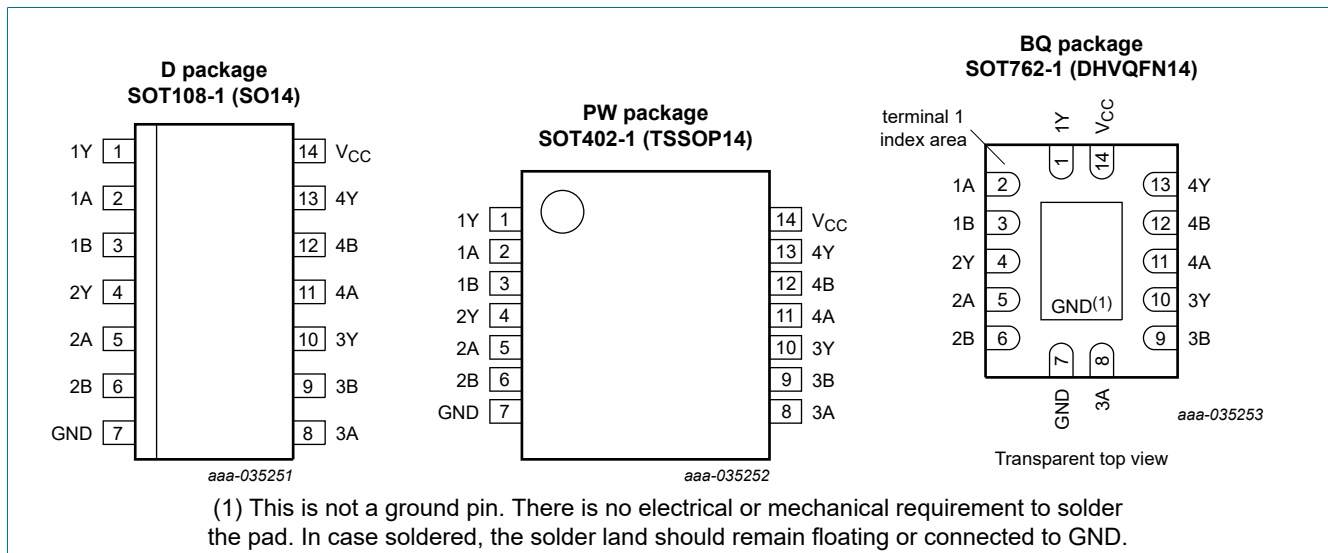 D package
SOT108-1 (SO14)
1Y 1
14 VCC
1A 2
13 4Y
1B 3
12 4B
2Y 4
11 4A
2A 5
10 3Y
2B 6
9 3B
GND 7
8 3A
aaa-035251
PW package
SOT402-1 (TSSOP14)
1Y 1
14 VCC
1A 2
13 4Y
1B 3
12 4B
2Y 4
11 4A
2A 5
10 3Y
2B 6
9 3B
GND 7
8 3A
aaa-035252
BQ package
SOT762-1 (DHVQFN14)
terminal 1
index area
1Y
VCC
1
14
1A 2
13 4Y
1B 3
12 4B
2Y 4
11 4A
2A 5
10 3Y
GND(1)
2B 6
9 3B
7
8
GND
3A
aaa-035253
Transparent top view
(1) This is not a ground pin. There is no electrical or mechanical requirement to solder
the pad. In case soldered, the solder land should remain floating or connected to GND.